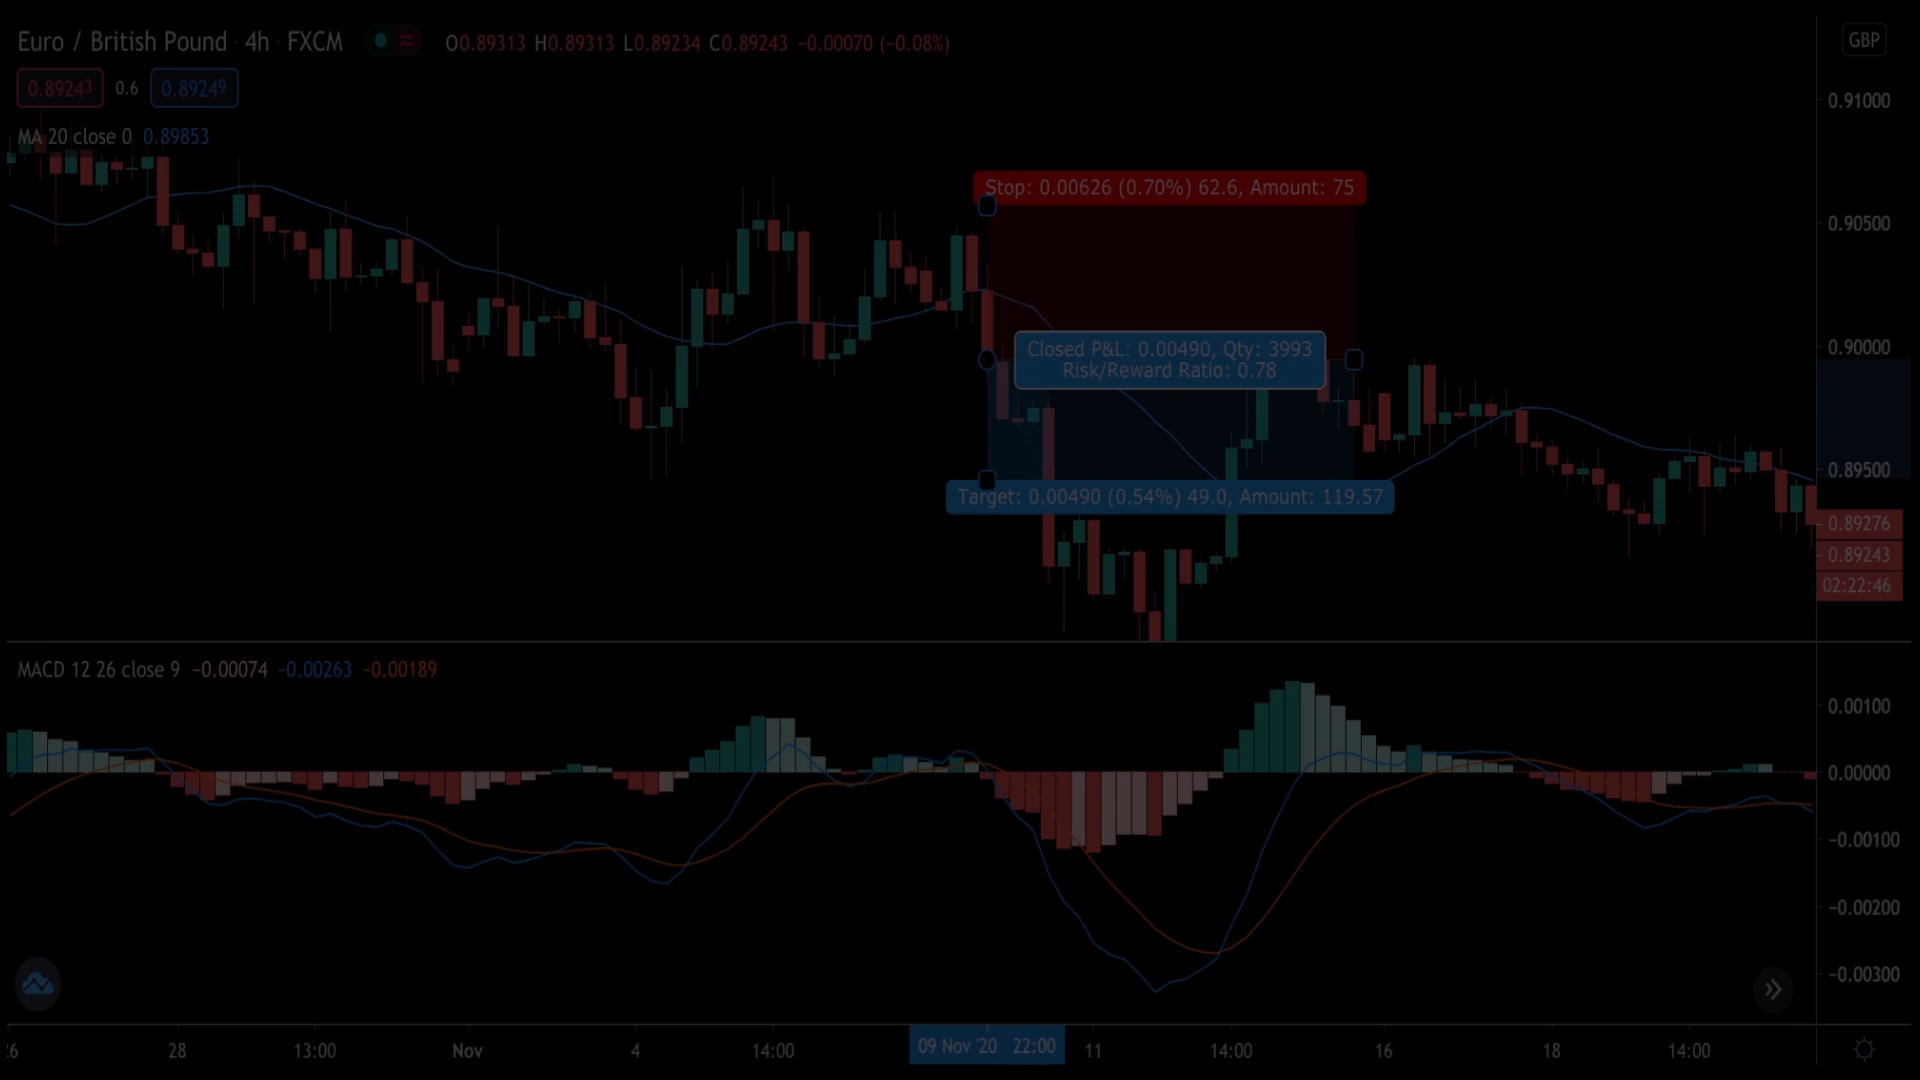 Euro / British Pound · 4h · FXCM
O0.89313 H0.89313 L0.89234 C0.89243 −0.00070 (−0.08%)
GBP
0.89243 0.6 0.89249
MA 20 close 0 0.89853
0.91000
Stop: 0.00626 (0.70%) 62.6, Amount: 75
0.90500
Closed P&L: 0.00490, Qty: 3993
Risk/Reward Ratio: 0.78
0.90000
0.89500
Target: 0.00490 (0.54%) 49.0, Amount: 119.57
0.89276
0.89243
02:22:46
MACD 12 26 close 9 −0.00074 −0.00263 −0.00189
0.00100
0.00000
−0.00100
−0.00200
−0.00300
28 13:00 Nov 4 14:00 09 Nov '20 22:00 11 14:00 16 18 14:00